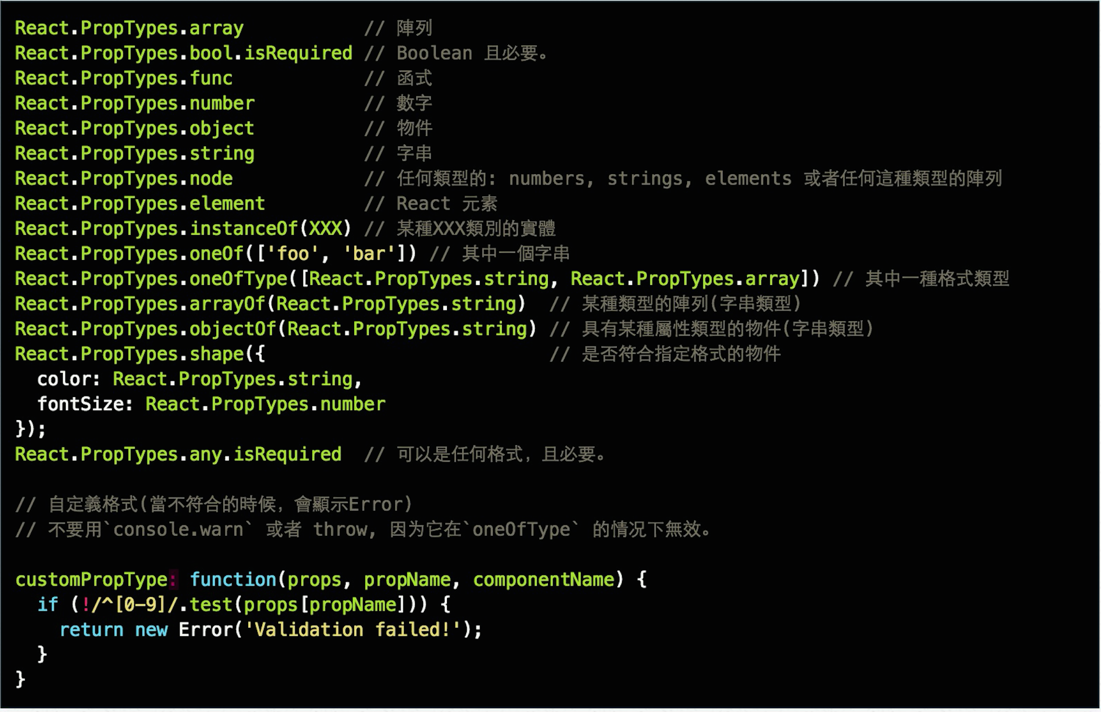 React.PropTypes.array           // 陣列
React.PropTypes.bool.isRequired // Boolean 且必要。
React.PropTypes.func            // 函式
React.PropTypes.number          // 數字
React.PropTypes.object          // 物件
React.PropTypes.string          // 字串
React.PropTypes.node            // 任何類型的: numbers, strings, elements 或者任何這種類型的陣列
React.PropTypes.element         // React 元素
React.PropTypes.instanceOf(XXX) // 某種XXX類別的實體
React.PropTypes.oneOf(['foo', 'bar']) // 其中一個字串
React.PropTypes.oneOfType([React.PropTypes.string, React.PropTypes.array]) // 其中一種格式類型
React.PropTypes.arrayOf(React.PropTypes.string)  // 某種類型的陣列(字串類型)
React.PropTypes.objectOf(React.PropTypes.string) // 具有某種屬性類型的物件(字串類型)
React.PropTypes.shape({                          // 是否符合指定格式的物件
  color: React.PropTypes.string,
  fontSize: React.PropTypes.number
});
React.PropTypes.any.isRequired  // 可以是任何格式，且必要。
// 自定義格式(當不符合的時候，會顯示Error)
// 不要用`console.warn` 或者 throw, 因为它在`oneOfType` 的情况下無效。
customPropType: function(props, propName, componentName) {
  if (!/^[0-9]/.test(props[propName])) {
    return new Error('Validation failed!');
  }
}